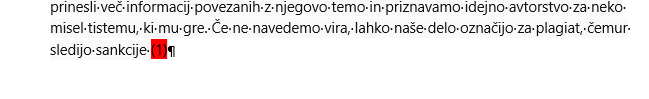 prinesli več informacij povezanih z njegovo temo in priznavamo idejno avtorstvo za neko
misel tistemu, ki mu gre. Če ne navedemo vira, lahko naše delo označijo za plagiat, čemur
sledijo sankcije (1)¶